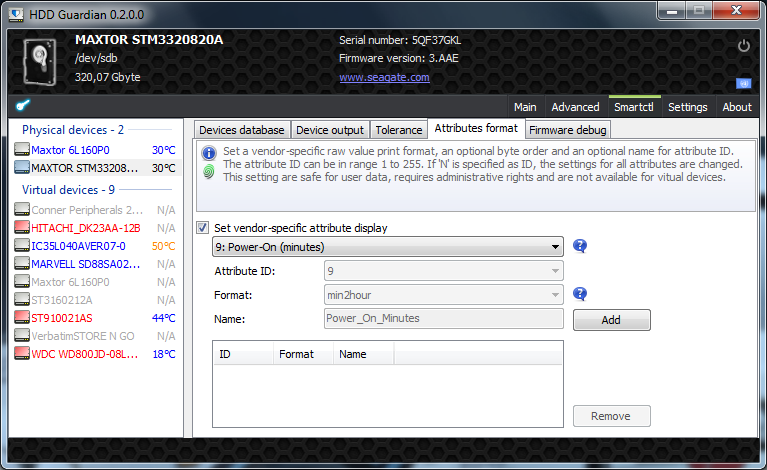 HDD Guardian 0.2.0.0
MAXTOR STM3320820A
/dev/sdb
320,07 Gbyte
Serial number: 5QF37GKL
Firmware version: 3.AAE
www.seagate.com
Main Advanced Smartctl Settings About
Physical devices - 2
Maxtor 6L160P0 30°C
MAXTOR STM33208... 30°C
Virtual devices - 9
Conner Peripherals 2... N/A
HITACHI_DK23AA-12B N/A
IC35L040AVER07-0 50°C
MARVELL SD88SA02... N/A
Maxtor 6L160P0 N/A
ST3160212A N/A
ST910021AS 44°C
VerbatimSTORE N GO N/A
WDC WD800JD-08L... 18°C
Devices database Device output Tolerance Attributes format Firmware debug
Set a vendor-specific raw value print format, an optional byte order and an optional name for attribute ID.
The attribute ID can be in range 1 to 255. If 'N' is specified as ID, the settings for all attributes are changed.
This setting are safe for user data, requires administrative rights and are not available for vitual devices.
Set vendor-specific attribute display
9: Power-On (minutes)
Attribute ID: 9
Format: min2hour
Name: Power_On_Minutes
Add
ID Format Name
Remove